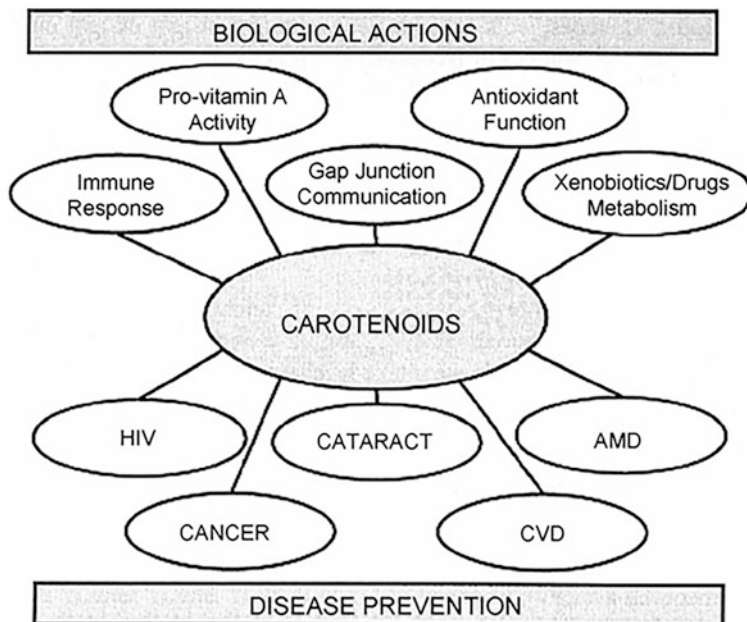 BIOLOGICAL ACTIONS
Pro-vitamin A
Activity
Antioxidant
Function
Immune
Response
Gap Junction
Communication
Xenobiotics/Drugs
Metabolism
CAROTENOIDS
HIV
CATARACT
AMD
CANCER
CVD
DISEASE PREVENTION